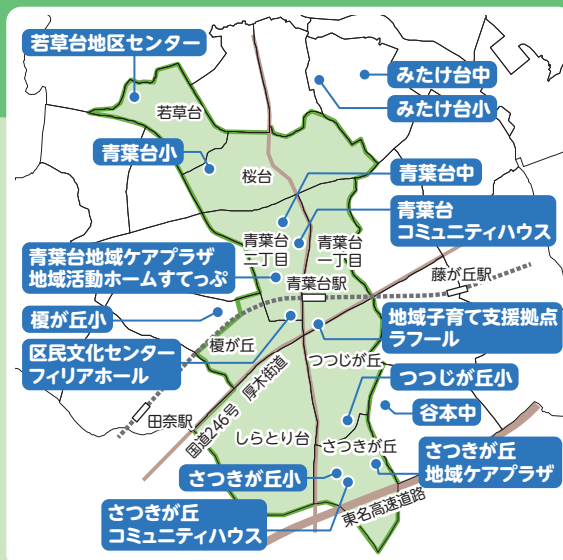 若草台地区センター
みたけ台中
みたけ台小
若草台
青葉台小
桜台
青葉台中
青葉台
コミュニティハウス
青葉台
二丁目
青葉台
一丁目
青葉台地域ケアプラザ
地域活動ホームすてっぷ
青葉台駅
藤が丘駅
榎が丘小
地域子育て支援拠点
ラフール
榎が丘
区民文化センター
フィリアホール
つつじが丘
つつじが丘小
谷本中
田奈駅
国道246号 厚木街道
しらとり台
さつきが丘
さつきが丘
地域ケアプラザ
さつきが丘小
さつきが丘
コミュニティハウス
東名高速道路